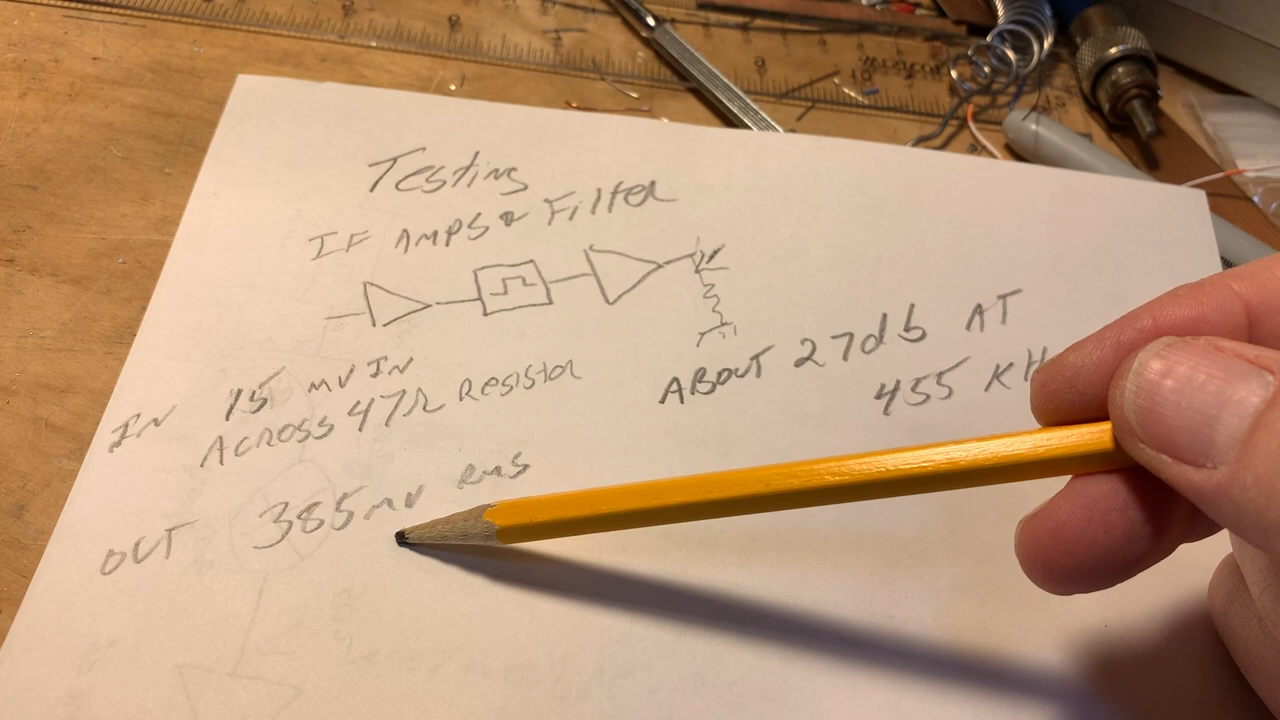 Testing
IF AMPS & Filter
IN 15 mv IN
ACROSS 47Ω Resistor
OUT 385mv rms
ABOUT 27db AT
455 KH